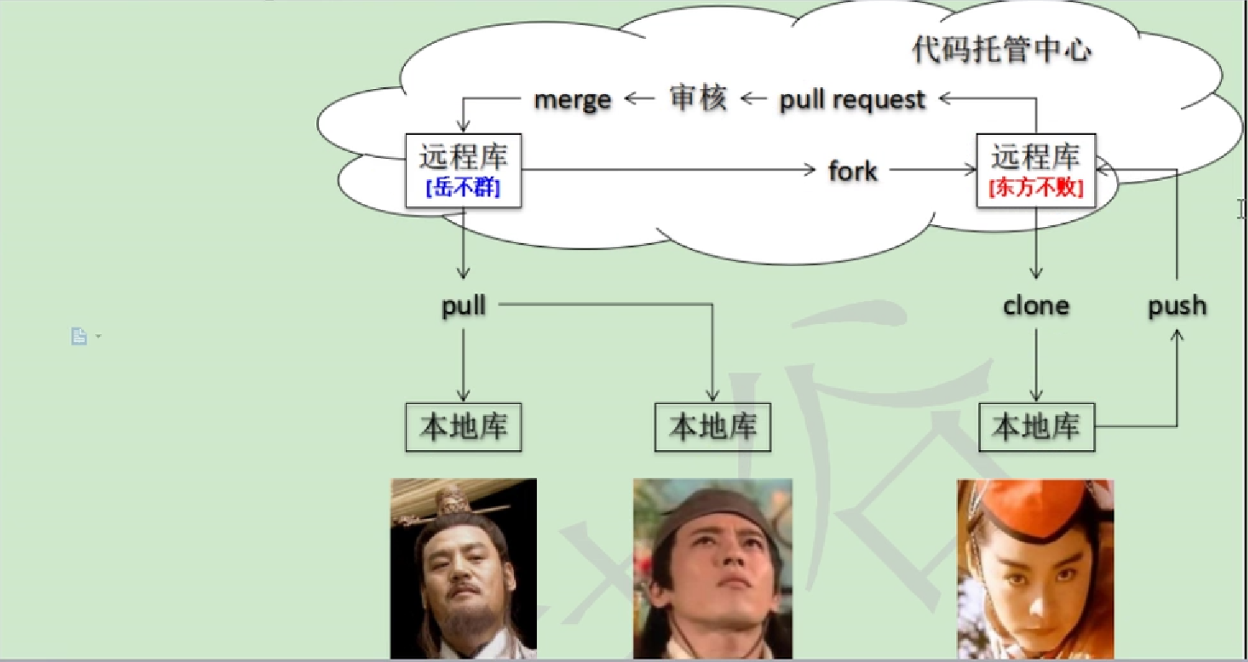 代码托管中心
merge
审核
pull request
远程库
[岳不群]
fork
远程库
[东方不败]
pull
clone
push
本地库
本地库
本地库